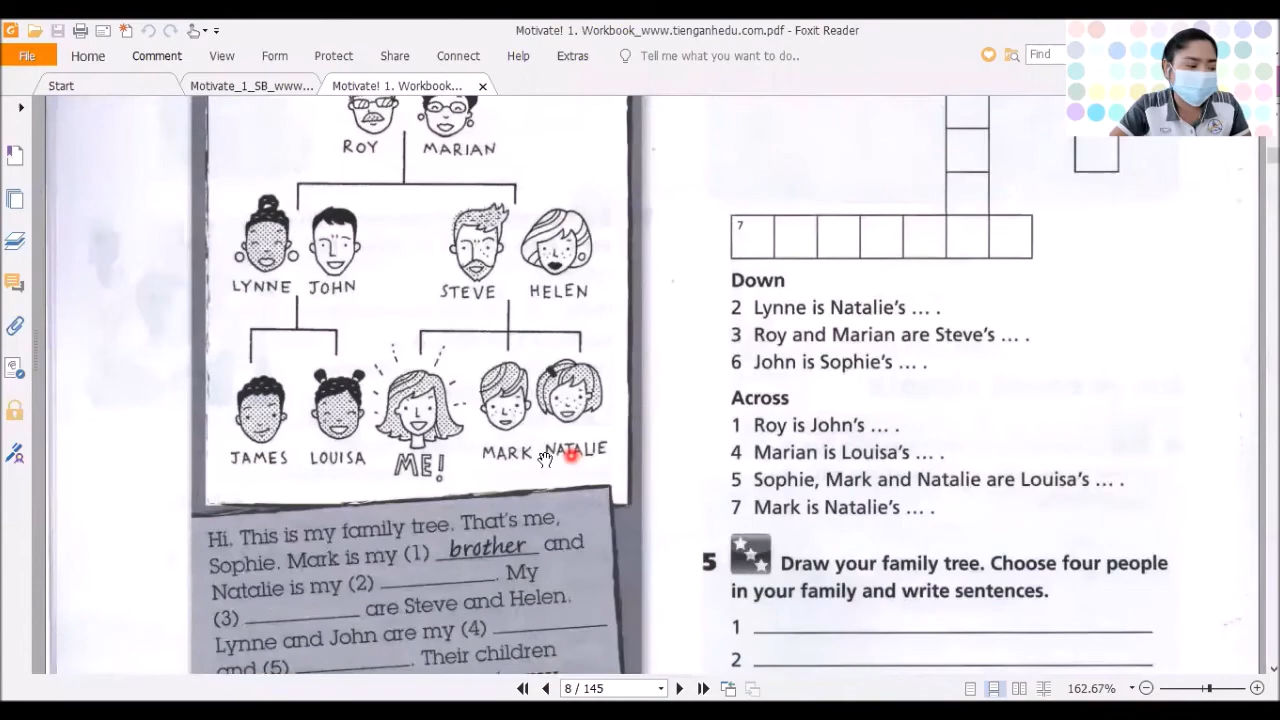 Motivate! 1. Workbook_www.tienganhedu.com.pdf - Foxit Reader
File Home Comment View Form Protect Share Connect Help Extras Tell me what you want to do.. Find
Start Motivate_1_SB_www... Motivate! 1. Workbook...
ROY MARIAN
LYNNE JOHN STEVE HELEN
JAMES LOUISA ME! MARK NATALIE
Hi. This is my family tree. That's me,
Sophie. Mark is my (1) brother and
Natalie is my (2) ____________. My
(3) ____________ are Steve and Helen.
Lynne and John are my (4) ____________
and (5) ____________. Their children
7
Down
2 Lynne is Natalie's ... .
3 Roy and Marian are Steve's ... .
6 John is Sophie's ... .
Across
1 Roy is John's ... .
4 Marian is Louisa's ... .
5 Sophie, Mark and Natalie are Louisa's ... .
7 Mark is Natalie's ... .
5 Draw your family tree. Choose four people
in your family and write sentences.
1
2
8 / 145
162.67%